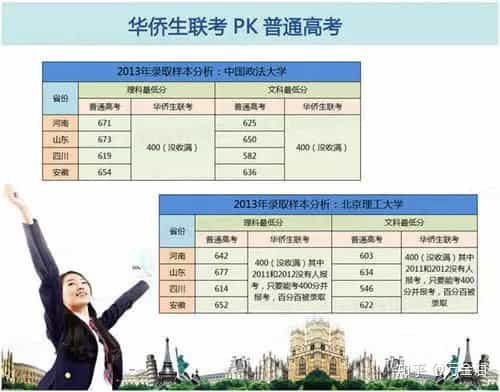 华侨生联考 PK 普通高考
2013年录取样本分析：中国政法大学
省份 理科最低分 文科最低分
普通高考 华侨生联考 普通高考 华侨生联考
河南 671 400（没收满） 625 400（没收满）
山东 673 650
四川 619 582
安徽 654 636
2013年录取样本分析：北京理工大学
省份 理科最低分 文科最低分
普通高考 华侨生联考 普通高考 华侨生联考
河南 642 603
山东 677 634
四川 614 546
安徽 652 622
400（没收满）其中
2011和2012没有人报
考，只要能考400分
并报考，百分百被
录取
400（没收满）其中
2011和2012没有人报
考，只要能考400分
并报考，百分百被
录取